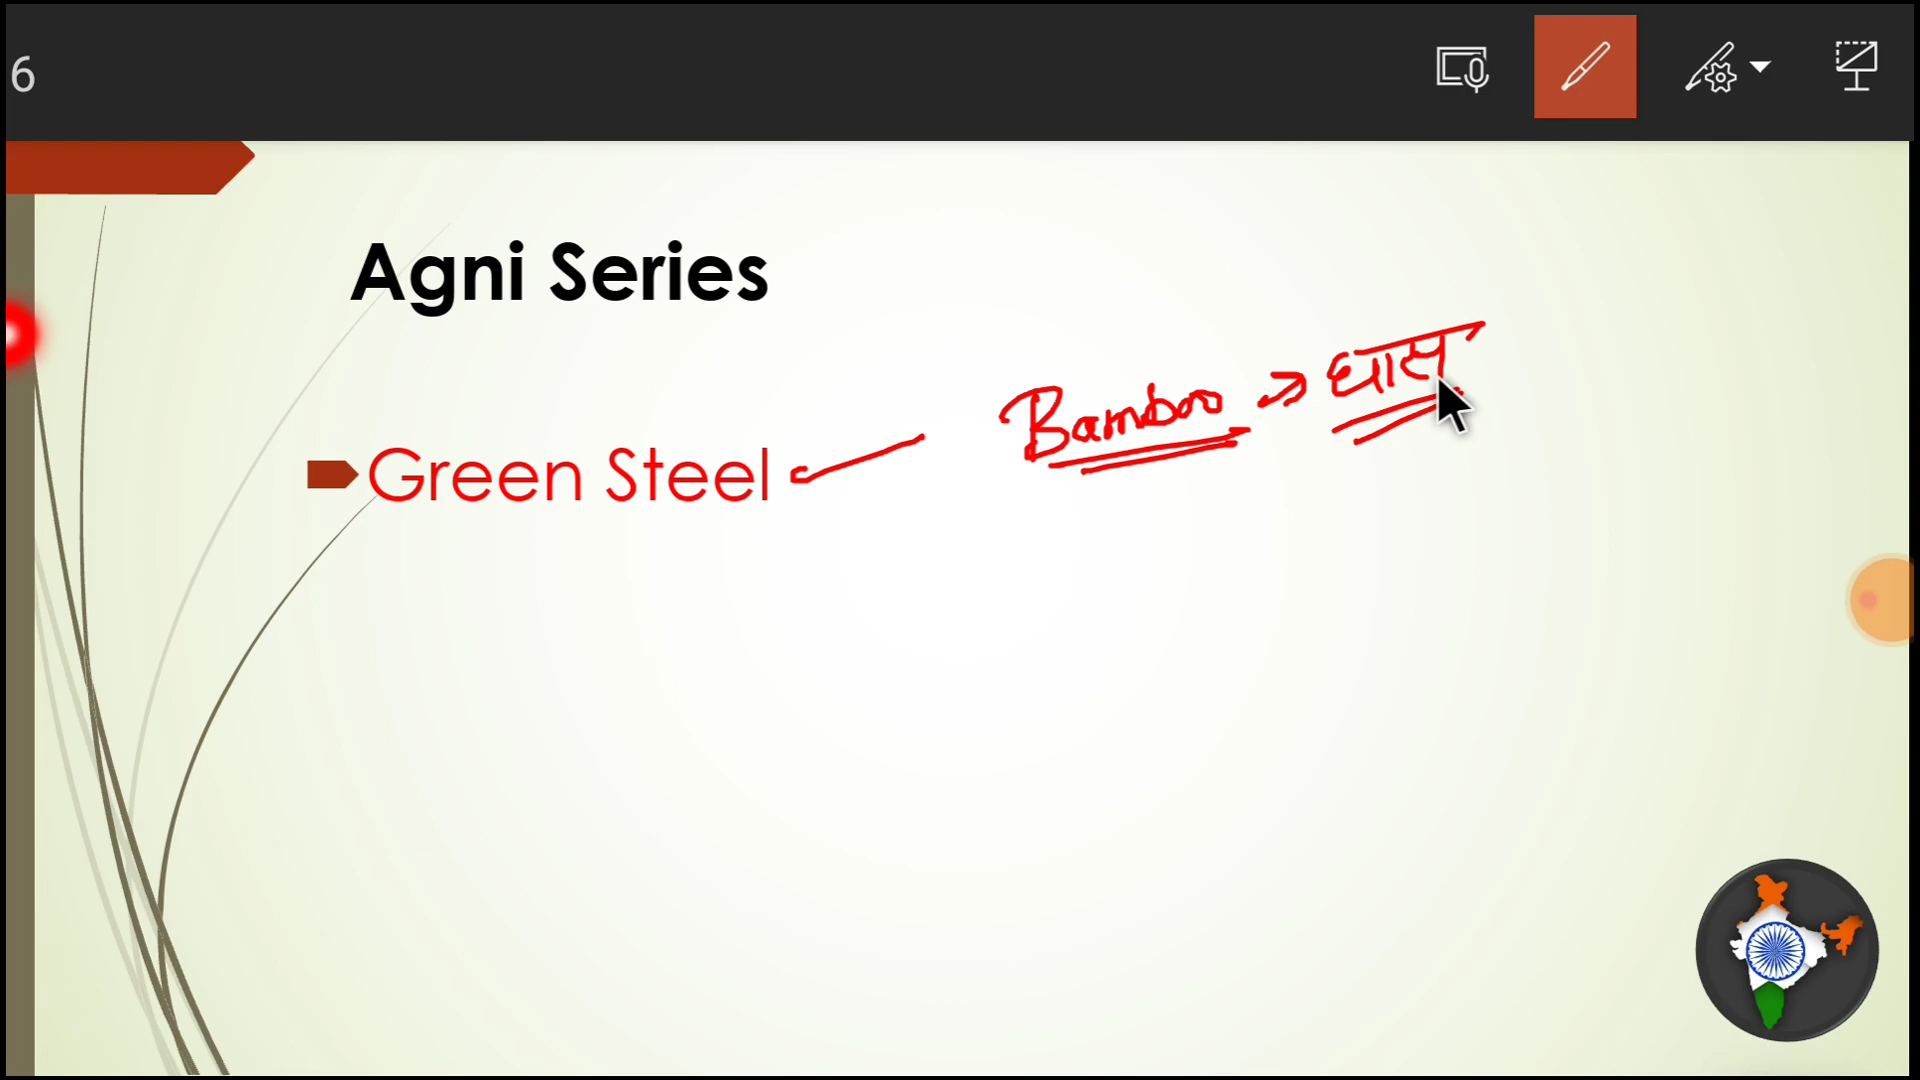 6
Agni Series
Bamboo → घास
Green Steel